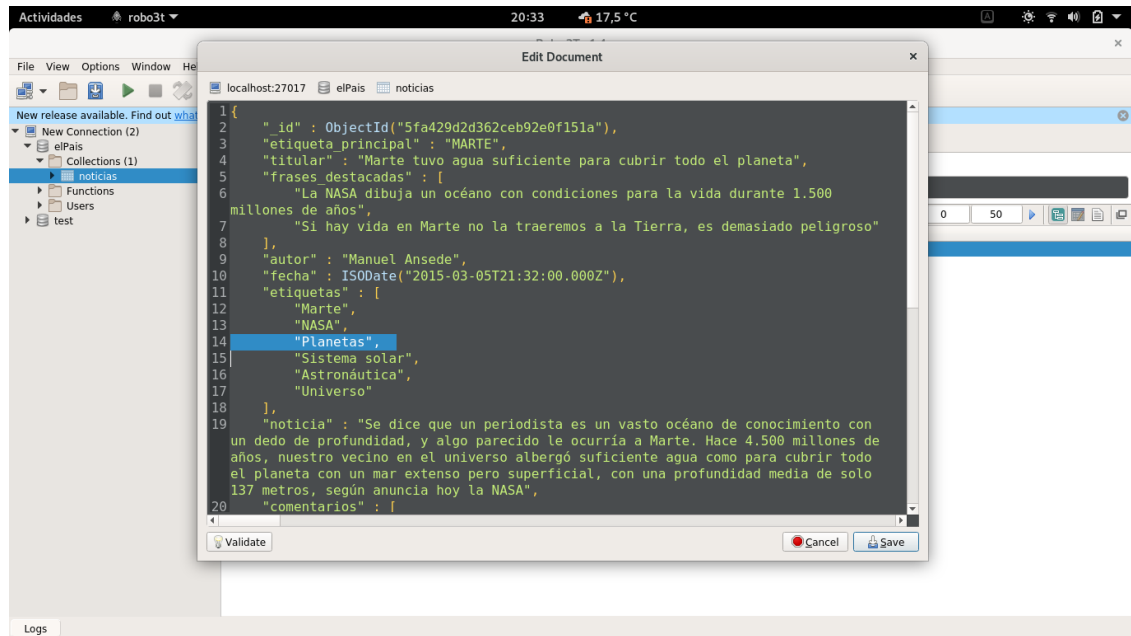 Actividades robo3t 20:33 17,5 °C A
Edit Document
File View Options Window He
localhost:27017 elPais noticias
New release available. Find out what
New Connection (2)
elPais
Collections (1)
noticias
Functions
Users
test
0 50
1 {
2 "_id" : ObjectId("5fa429d2d362ceb92e0f151a"),
3 "etiqueta_principal" : "MARTE",
4 "titular" : "Marte tuvo agua suficiente para cubrir todo el planeta",
5 "frases_destacadas" : [
6 "La NASA dibuja un océano con condiciones para la vida durante 1.500
millones de años",
7 "Si hay vida en Marte no la traeremos a la Tierra, es demasiado peligroso"
8 ],
9 "autor" : "Manuel Ansede",
10 "fecha" : ISODate("2015-03-05T21:32:00.000Z"),
11 "etiquetas" : [
12 "Marte",
13 "NASA",
14 "Planetas",
15 "Sistema solar",
16 "Astronáutica",
17 "Universo"
18 ],
19 "noticia" : "Se dice que un periodista es un vasto océano de conocimiento con
un dedo de profundidad, y algo parecido le ocurría a Marte. Hace 4.500 millones de
años, nuestro vecino en el universo albergó suficiente agua como para cubrir todo
el planeta con un mar extenso pero superficial, con una profundidad media de solo
137 metros, según anuncia hoy la NASA",
20 "comentarios" : [
Validate Cancel Save
Logs